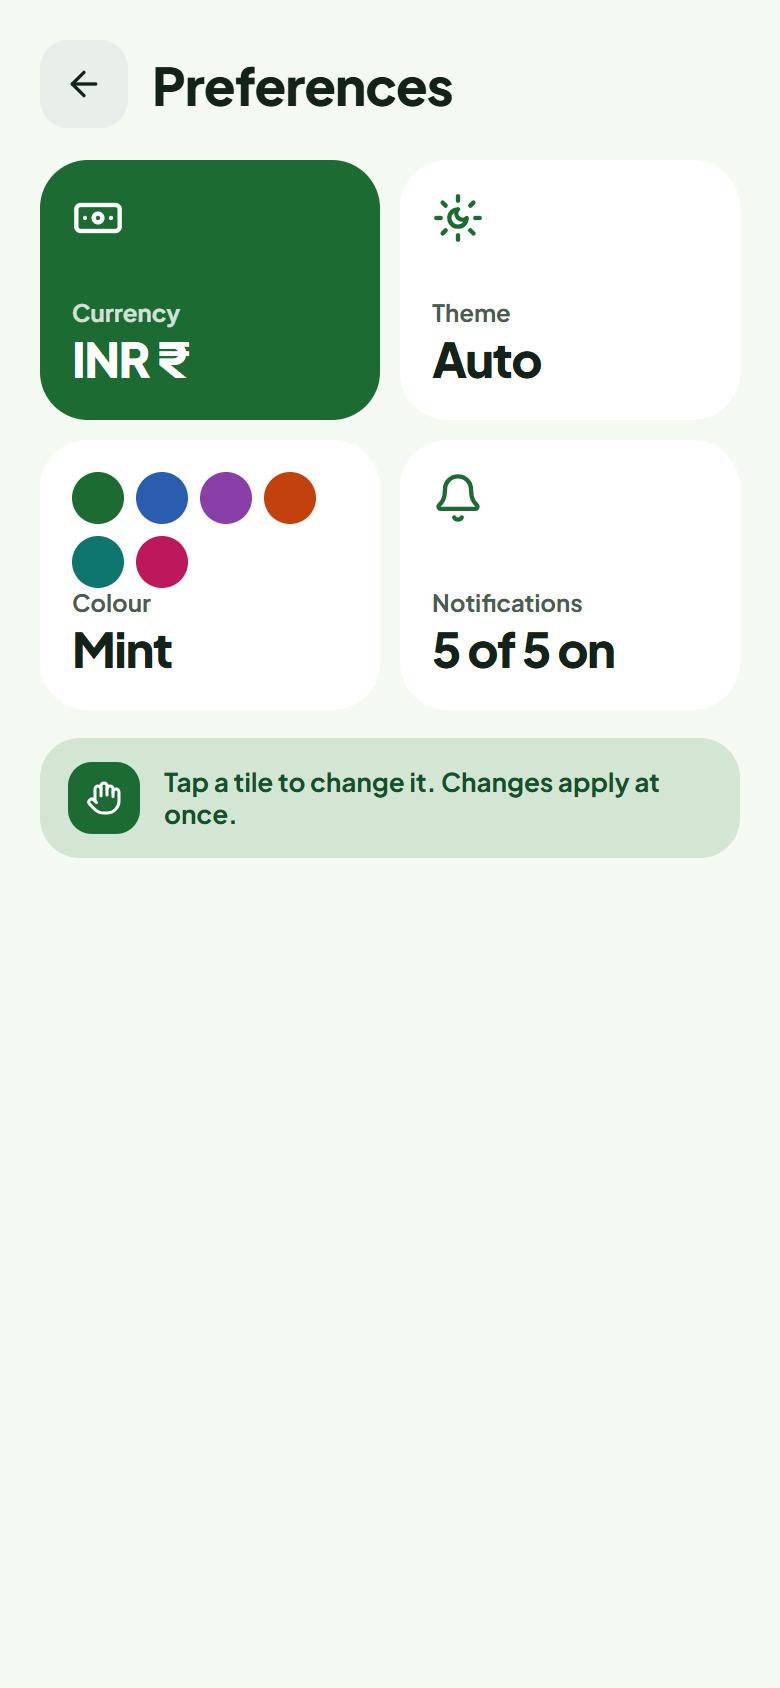 Preferences
Currency
INR ₹
Theme
Auto
Colour
Mint
Notifications
5 of 5 on
Tap a tile to change it. Changes apply at
once.